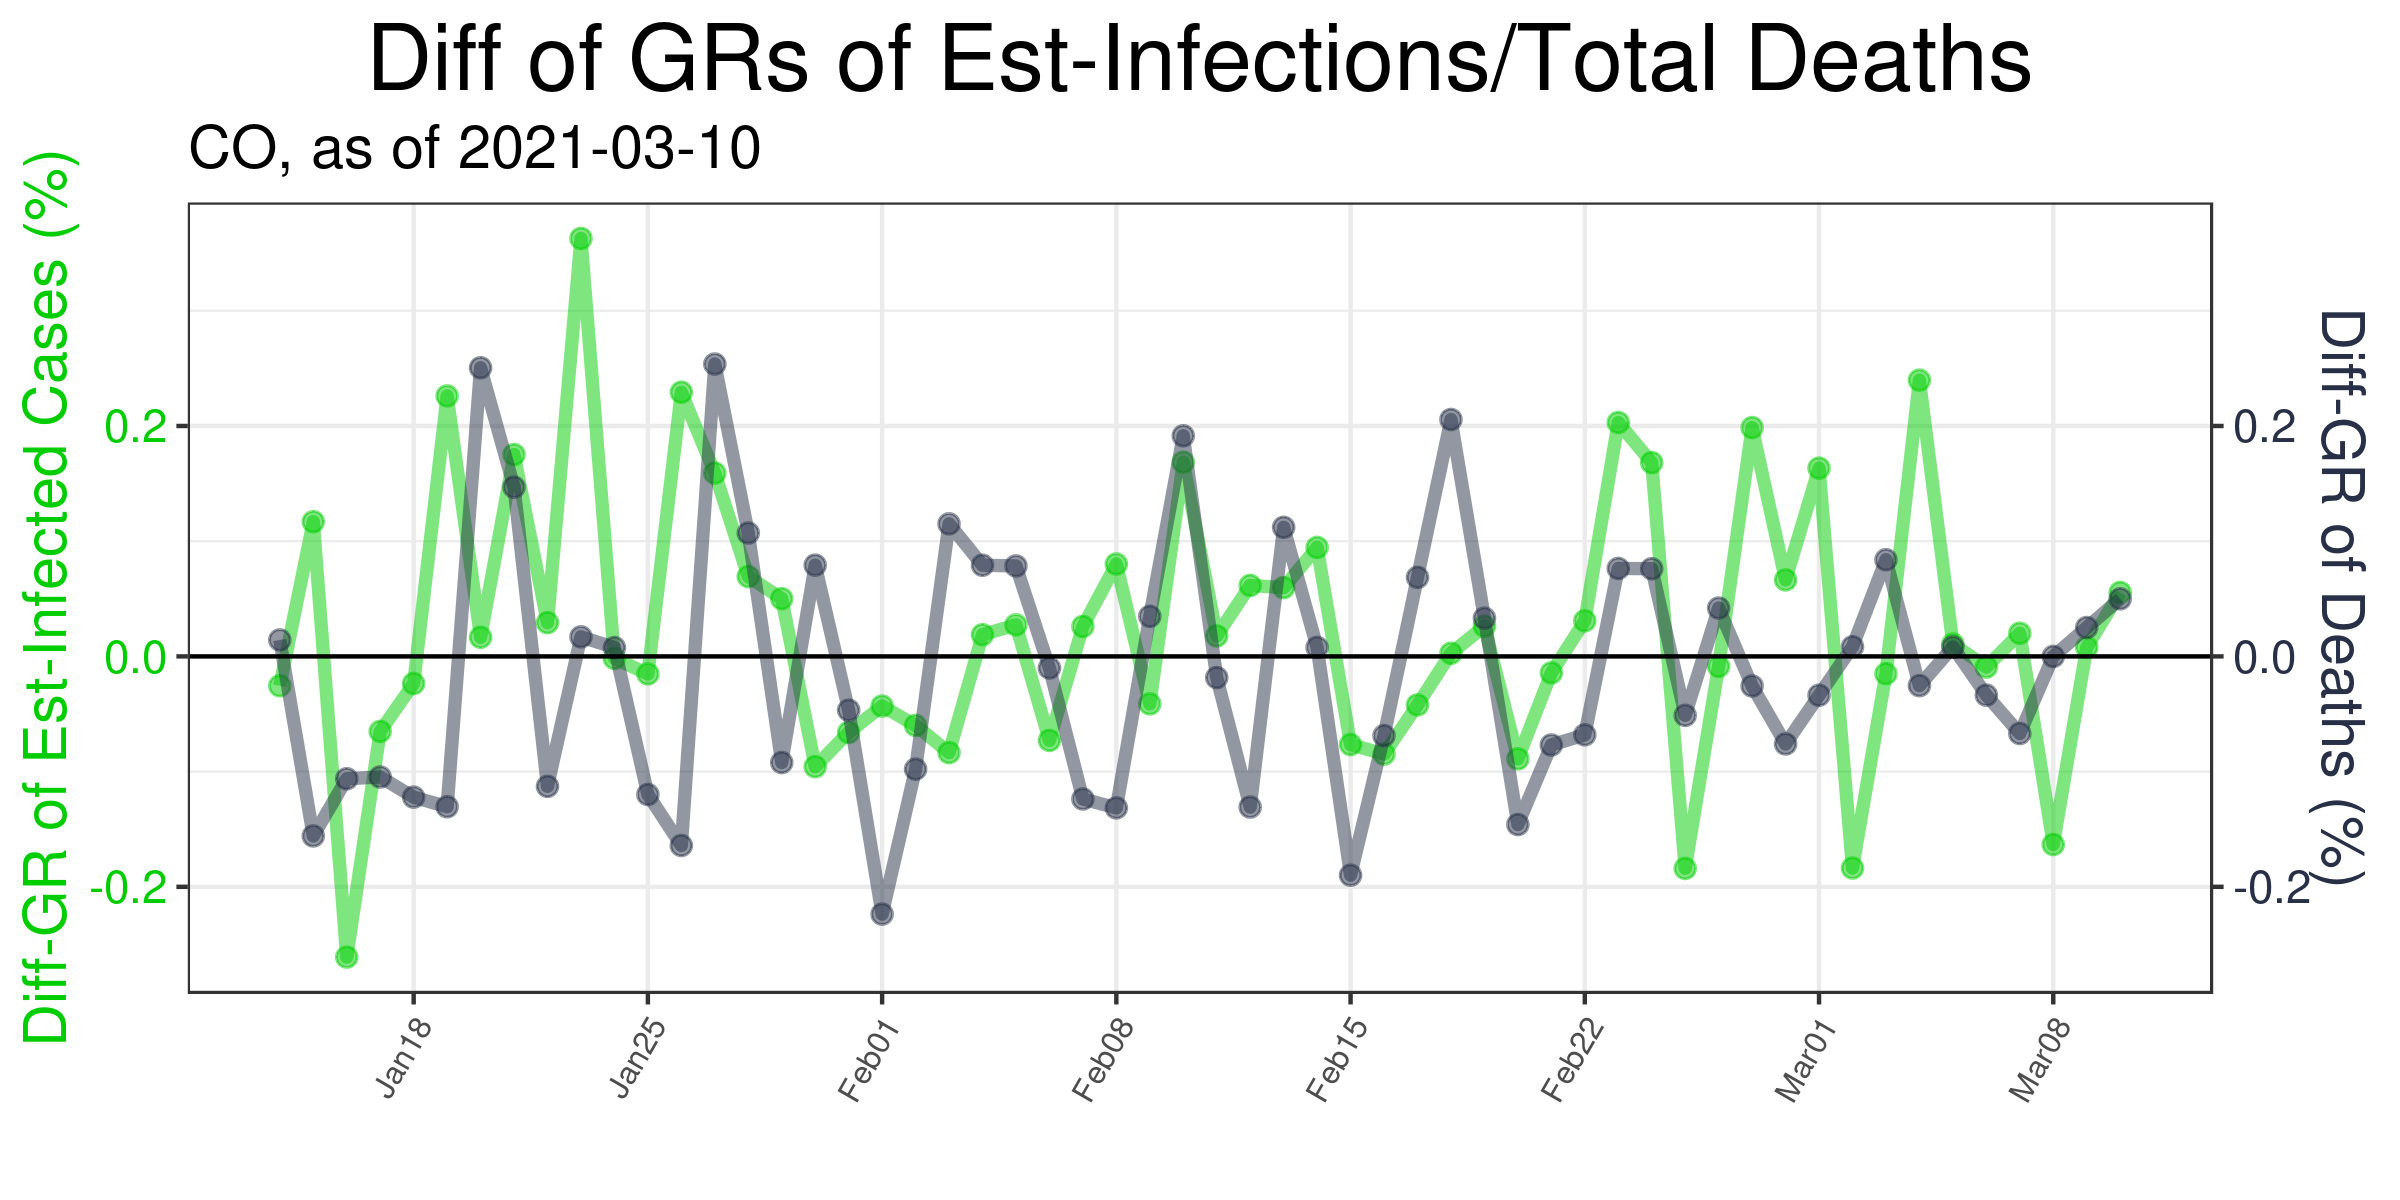 Diff of GRs of Est-Infections/Total Deaths
CO, as of 2021-03-10
Diff-GR of Est-Infected Cases (%)
0.2
0.0
-0.2
0.2
0.0
-0.2
Diff-GR of Deaths (%)
Jan18
Jan25
Feb01
Feb08
Feb15
Feb22
Mar01
Mar08